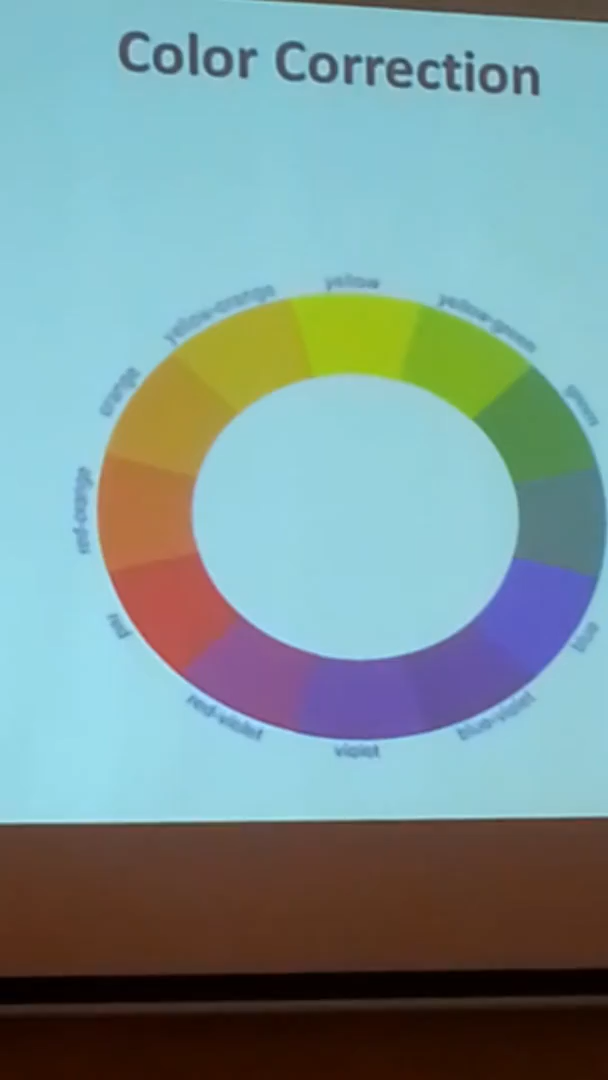 Color Correction
yellow
yellow-orange
yellow-green
orange
green
red-orange
red
blue
red-violet
blue-violet
violet